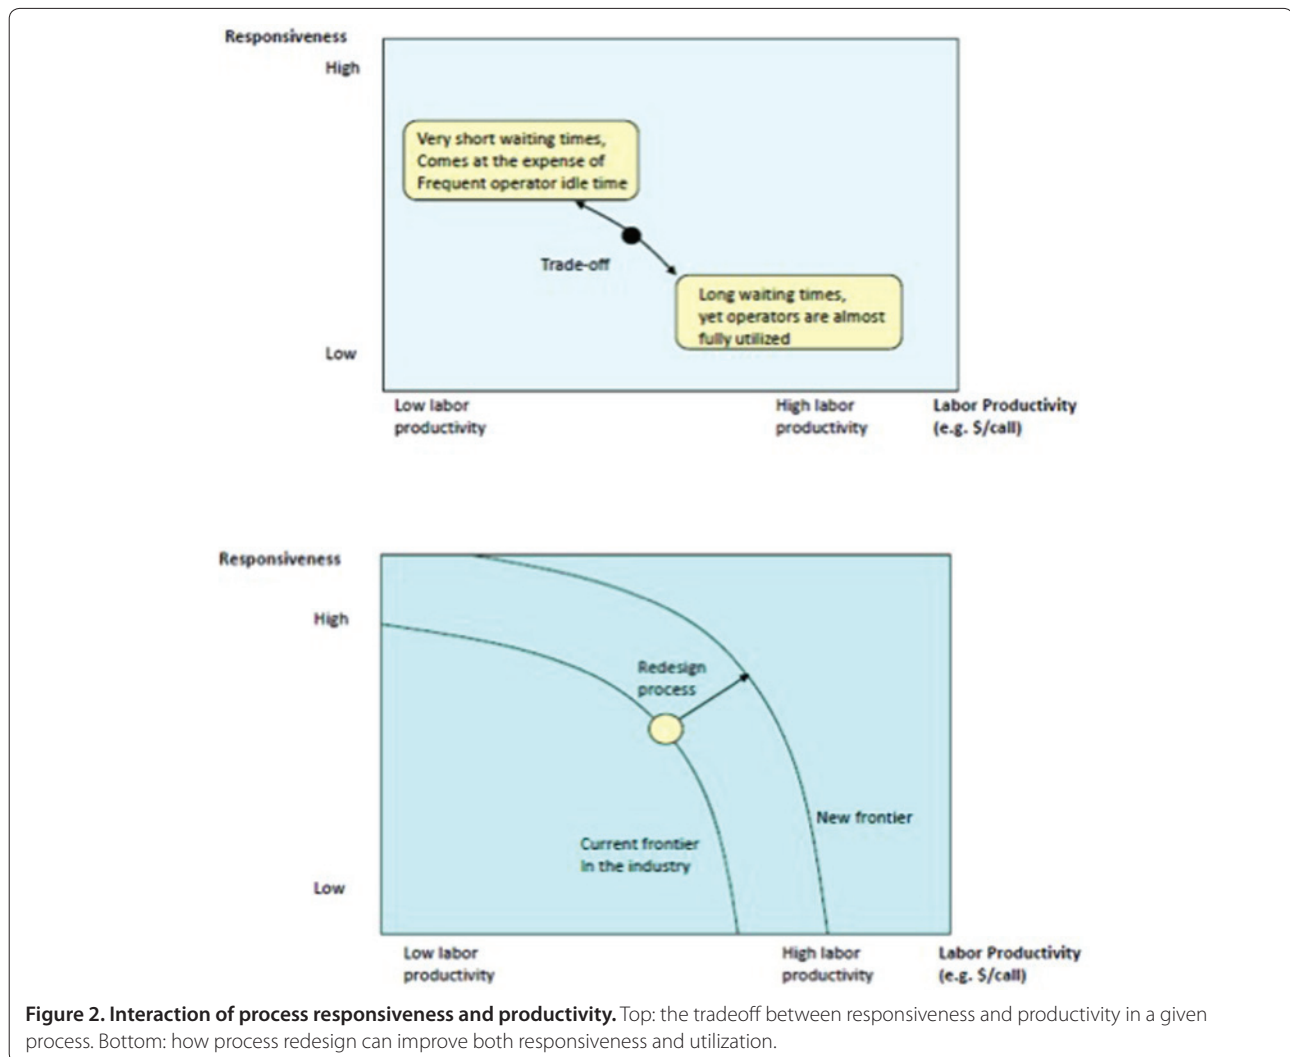 Responsiveness
High
Very short waiting times,
Comes at the expense of
Frequent operator idle time
Trade-off
Long waiting times,
yet operators are almost
fully utilized
Low
Low labor
productivity
High labor
productivity
Labor Productivity
(e.g. $/call)
Responsiveness
High
Redesign
process
New frontier
Current frontier
In the industry
Low
Low labor
productivity
High labor
productivity
Labor Productivity
(e.g. $/call)
Figure 2. Interaction of process responsiveness and productivity. Top: the tradeoff between responsiveness and productivity in a given
process. Bottom: how process redesign can improve both responsiveness and utilization.